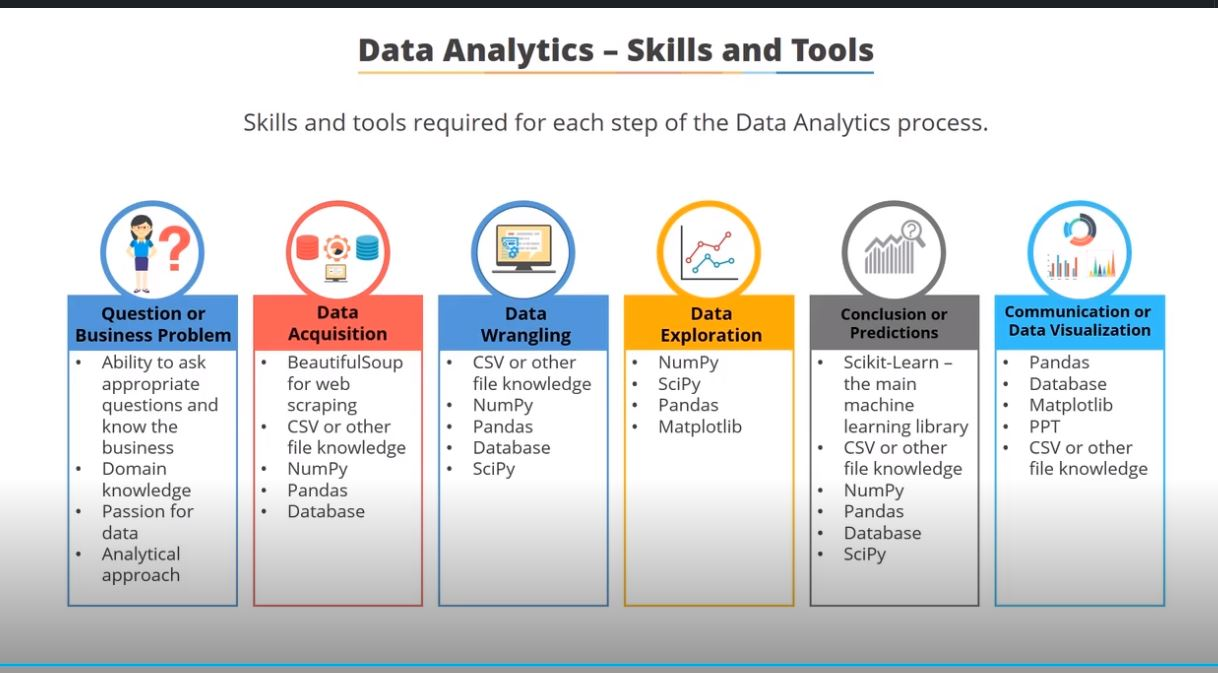 Data Analytics – Skills and Tools
Skills and tools required for each step of the Data Analytics process.
Question or
Business Problem
• Ability to ask
appropriate
questions and
know the
business
• Domain
knowledge
• Passion for
data
• Analytical
approach
Data
Acquisition
• BeautifulSoup
for web
scraping
• CSV or other
file knowledge
• NumPy
• Pandas
• Database
Data
Wrangling
• CSV or other
file knowledge
• NumPy
• Pandas
• Database
• SciPy
Data
Exploration
• NumPy
• SciPy
• Pandas
• Matplotlib
Conclusion or
Predictions
• Scikit-Learn –
the main
machine
learning library
• CSV or other
file knowledge
• NumPy
• Pandas
• Database
• SciPy
Communication or
Data Visualization
• Pandas
• Database
• Matplotlib
• PPT
• CSV or other
file knowledge